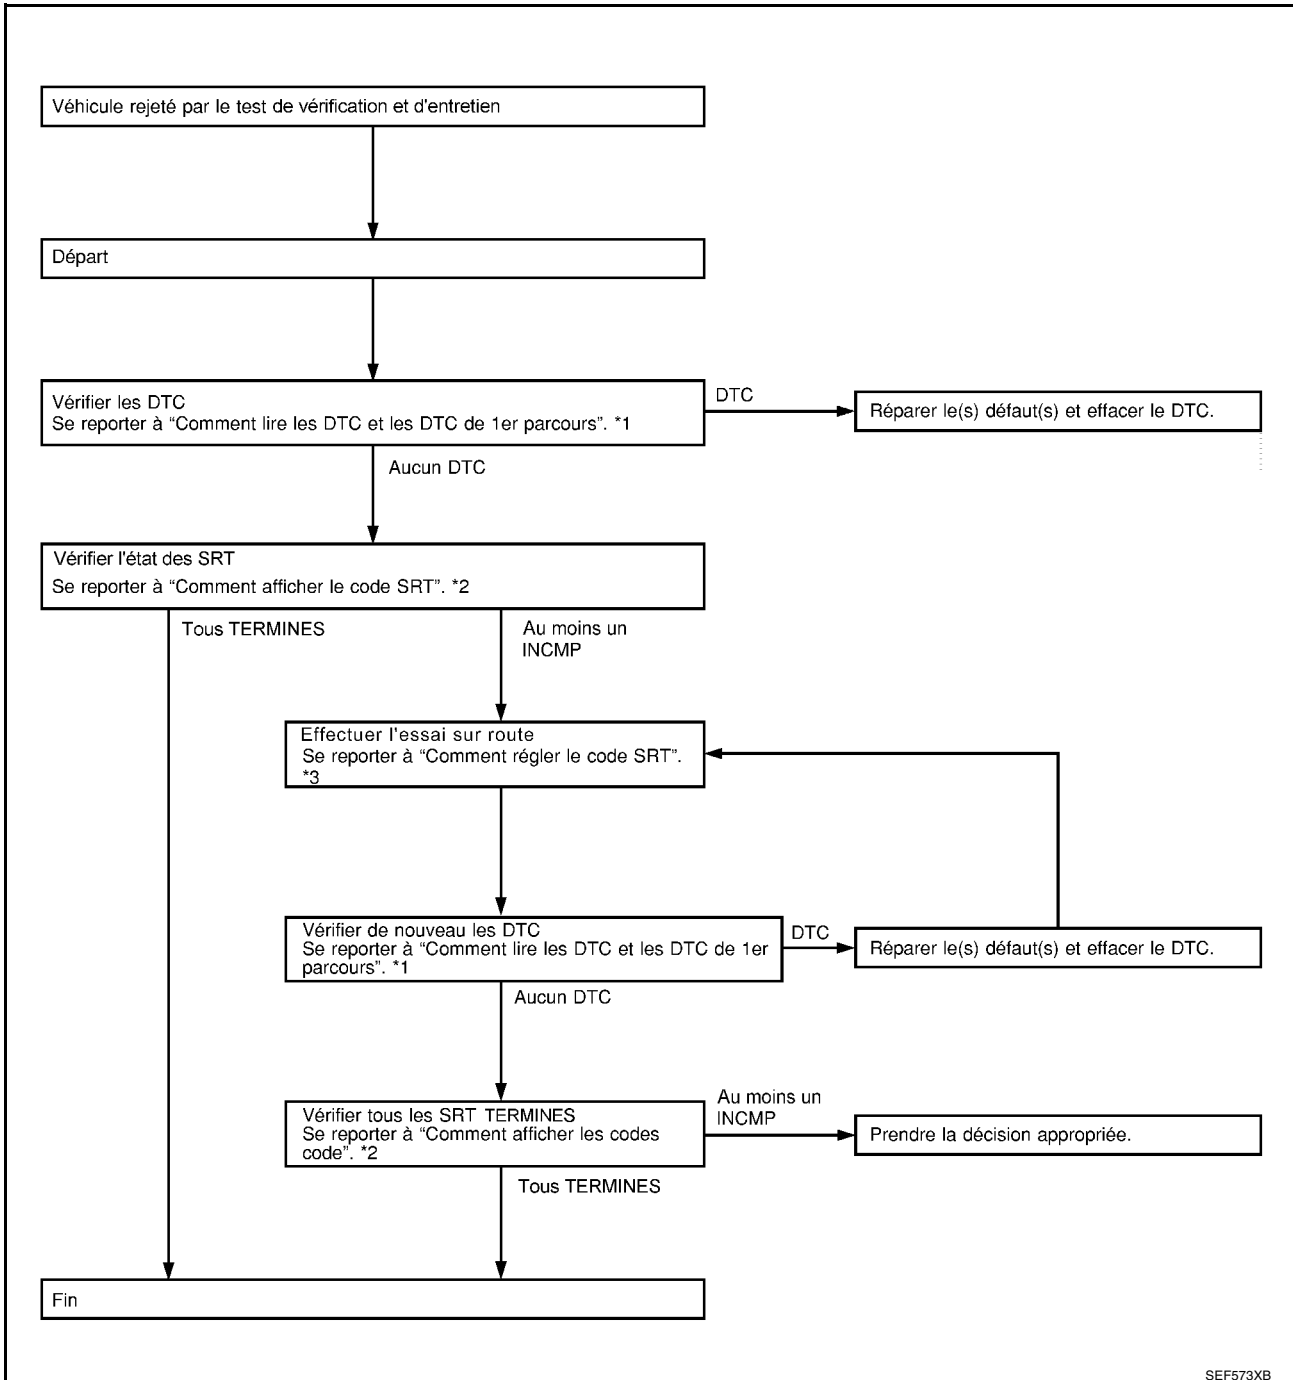 Véhicule rejeté par le test de vérification et d'entretien
Départ
Vérifier les DTC
Se reporter à “Comment lire les DTC et les DTC de 1er parcours”. *1
DTC
Réparer le(s) défaut(s) et effacer le DTC.
Aucun DTC
Vérifier l'état des SRT
Se reporter à “Comment afficher le code SRT”. *2
Tous TERMINES
Au moins un
INCMP
Effectuer l'essai sur route
Se reporter à “Comment régler le code SRT”.
*3
Vérifier de nouveau les DTC
Se reporter à “Comment lire les DTC et les DTC de 1er
parcours”. *1
DTC
Réparer le(s) défaut(s) et effacer le DTC.
Aucun DTC
Vérifier tous les SRT TERMINES
Se reporter à “Comment afficher les codes
code”. *2
Au moins un
INCMP
Prendre la décision appropriée.
Tous TERMINES
Fin
SEF573XB